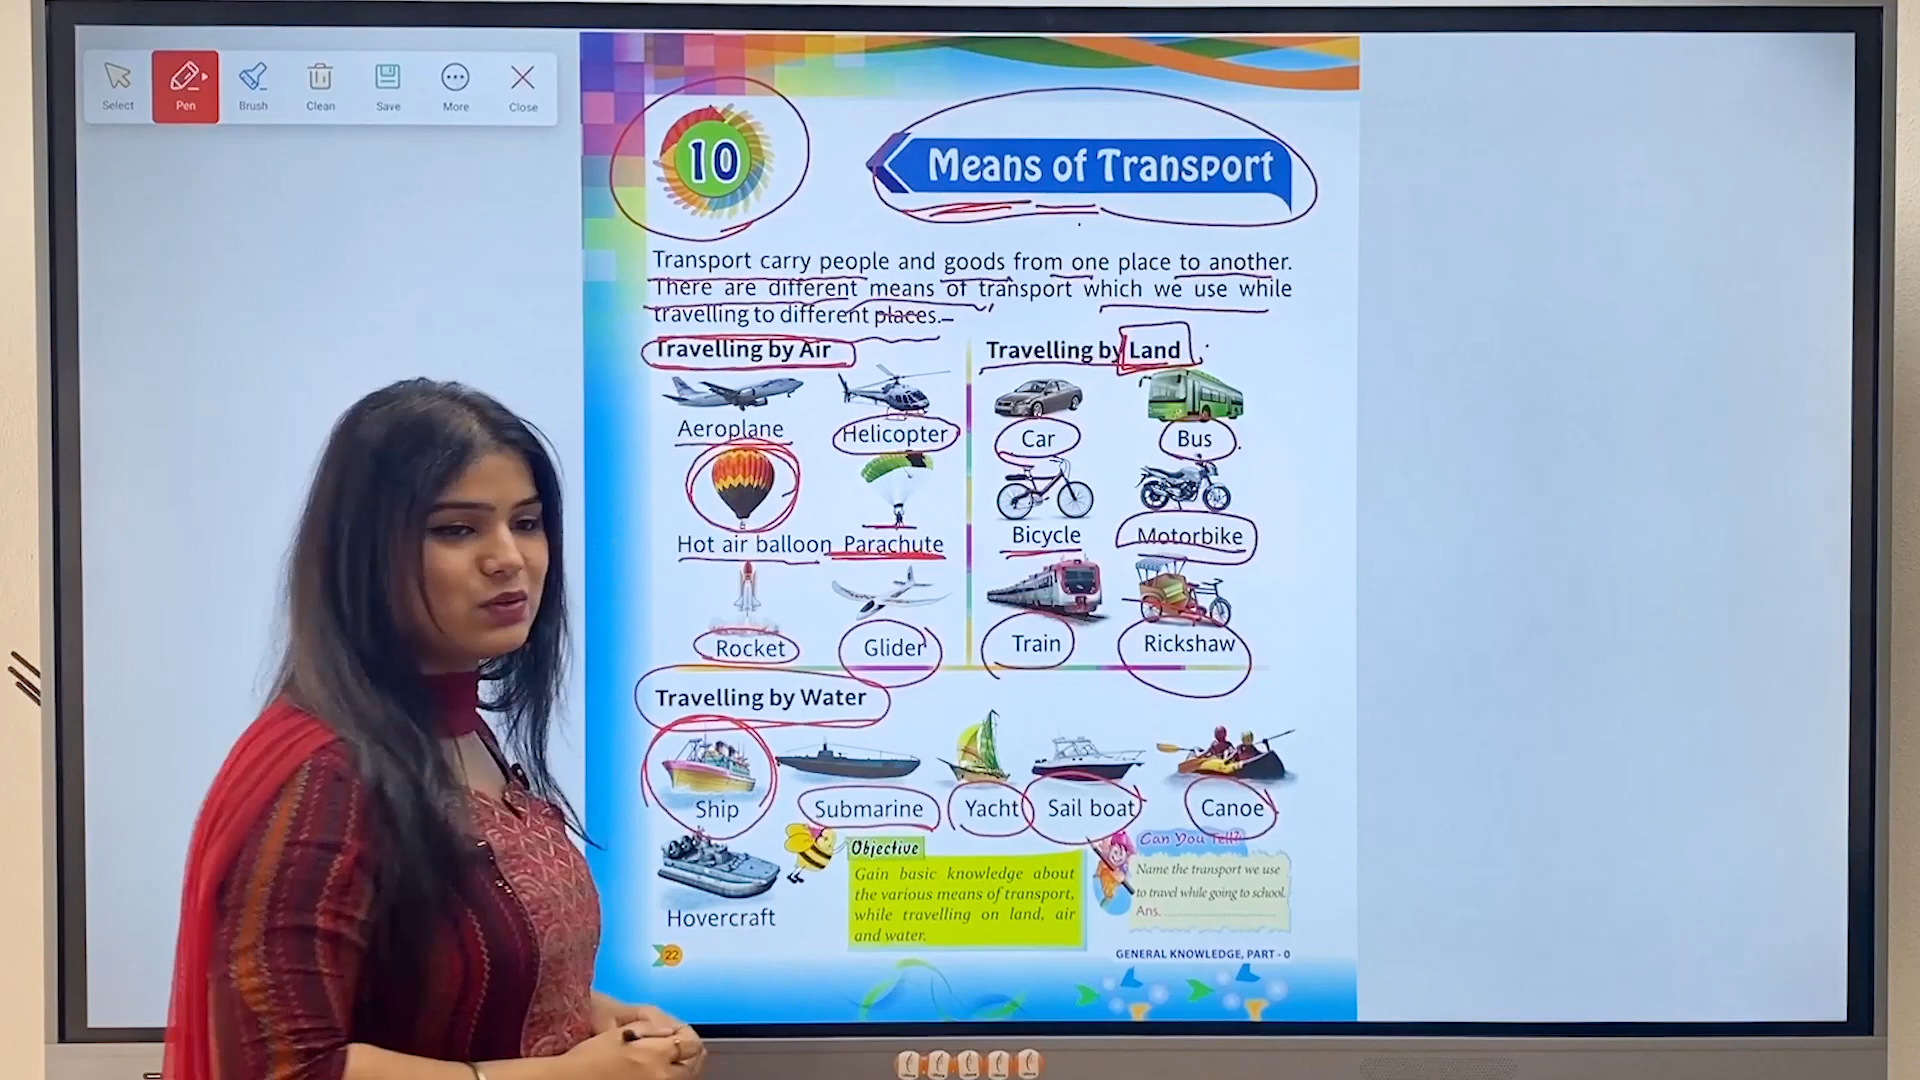 Select Pen Brush Clean Save More Close
10
Means of Transport
Transport carry people and goods from one place to another.
There are different means of transport which we use while
travelling to different places.
Travelling by Air
Travelling by Land
Aeroplane Helicopter
Car Bus
Hot air balloon Parachute
Bicycle Motorbike
Rocket Glider
Train Rickshaw
Travelling by Water
Ship Submarine Yacht Sail boat Canoe
Hovercraft
Objective
Gain basic knowledge about
the various means of transport,
while travelling on land, air
and water.
Can You Tell?
Name the transport we use
to travel while going to school.
Ans. ..............................
22
GENERAL KNOWLEDGE, PART - 0